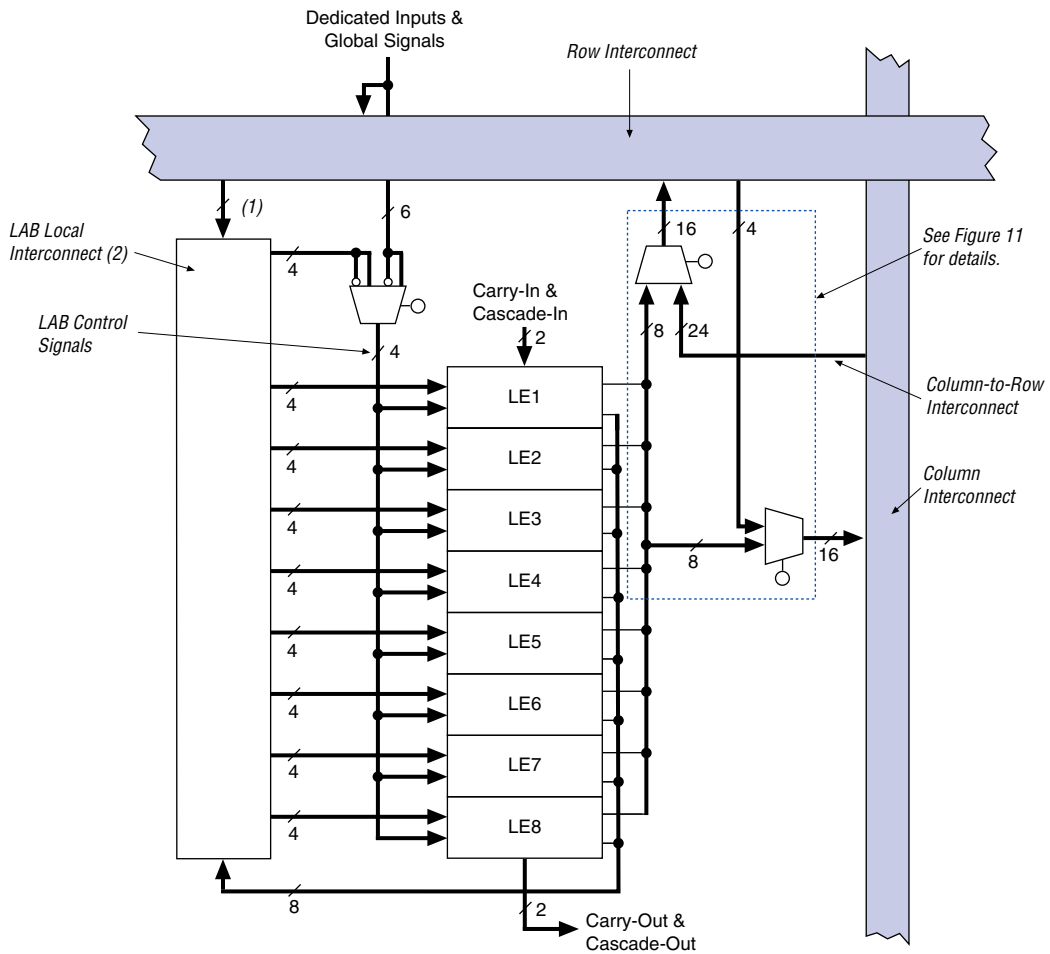 Dedicated Inputs &
Global Signals
Row Interconnect
(1)
6
16
4
LAB Local
Interconnect (2)
See Figure 11
for details.
4
Carry-In &
Cascade-In
LAB Control
Signals
2
8
24
4
LE1
4
Column-to-Row
Interconnect
LE2
4
Column
Interconnect
LE3
4
16
8
LE4
4
LE5
4
LE6
4
LE7
4
LE8
4
8
2
Carry-Out &
Cascade-Out